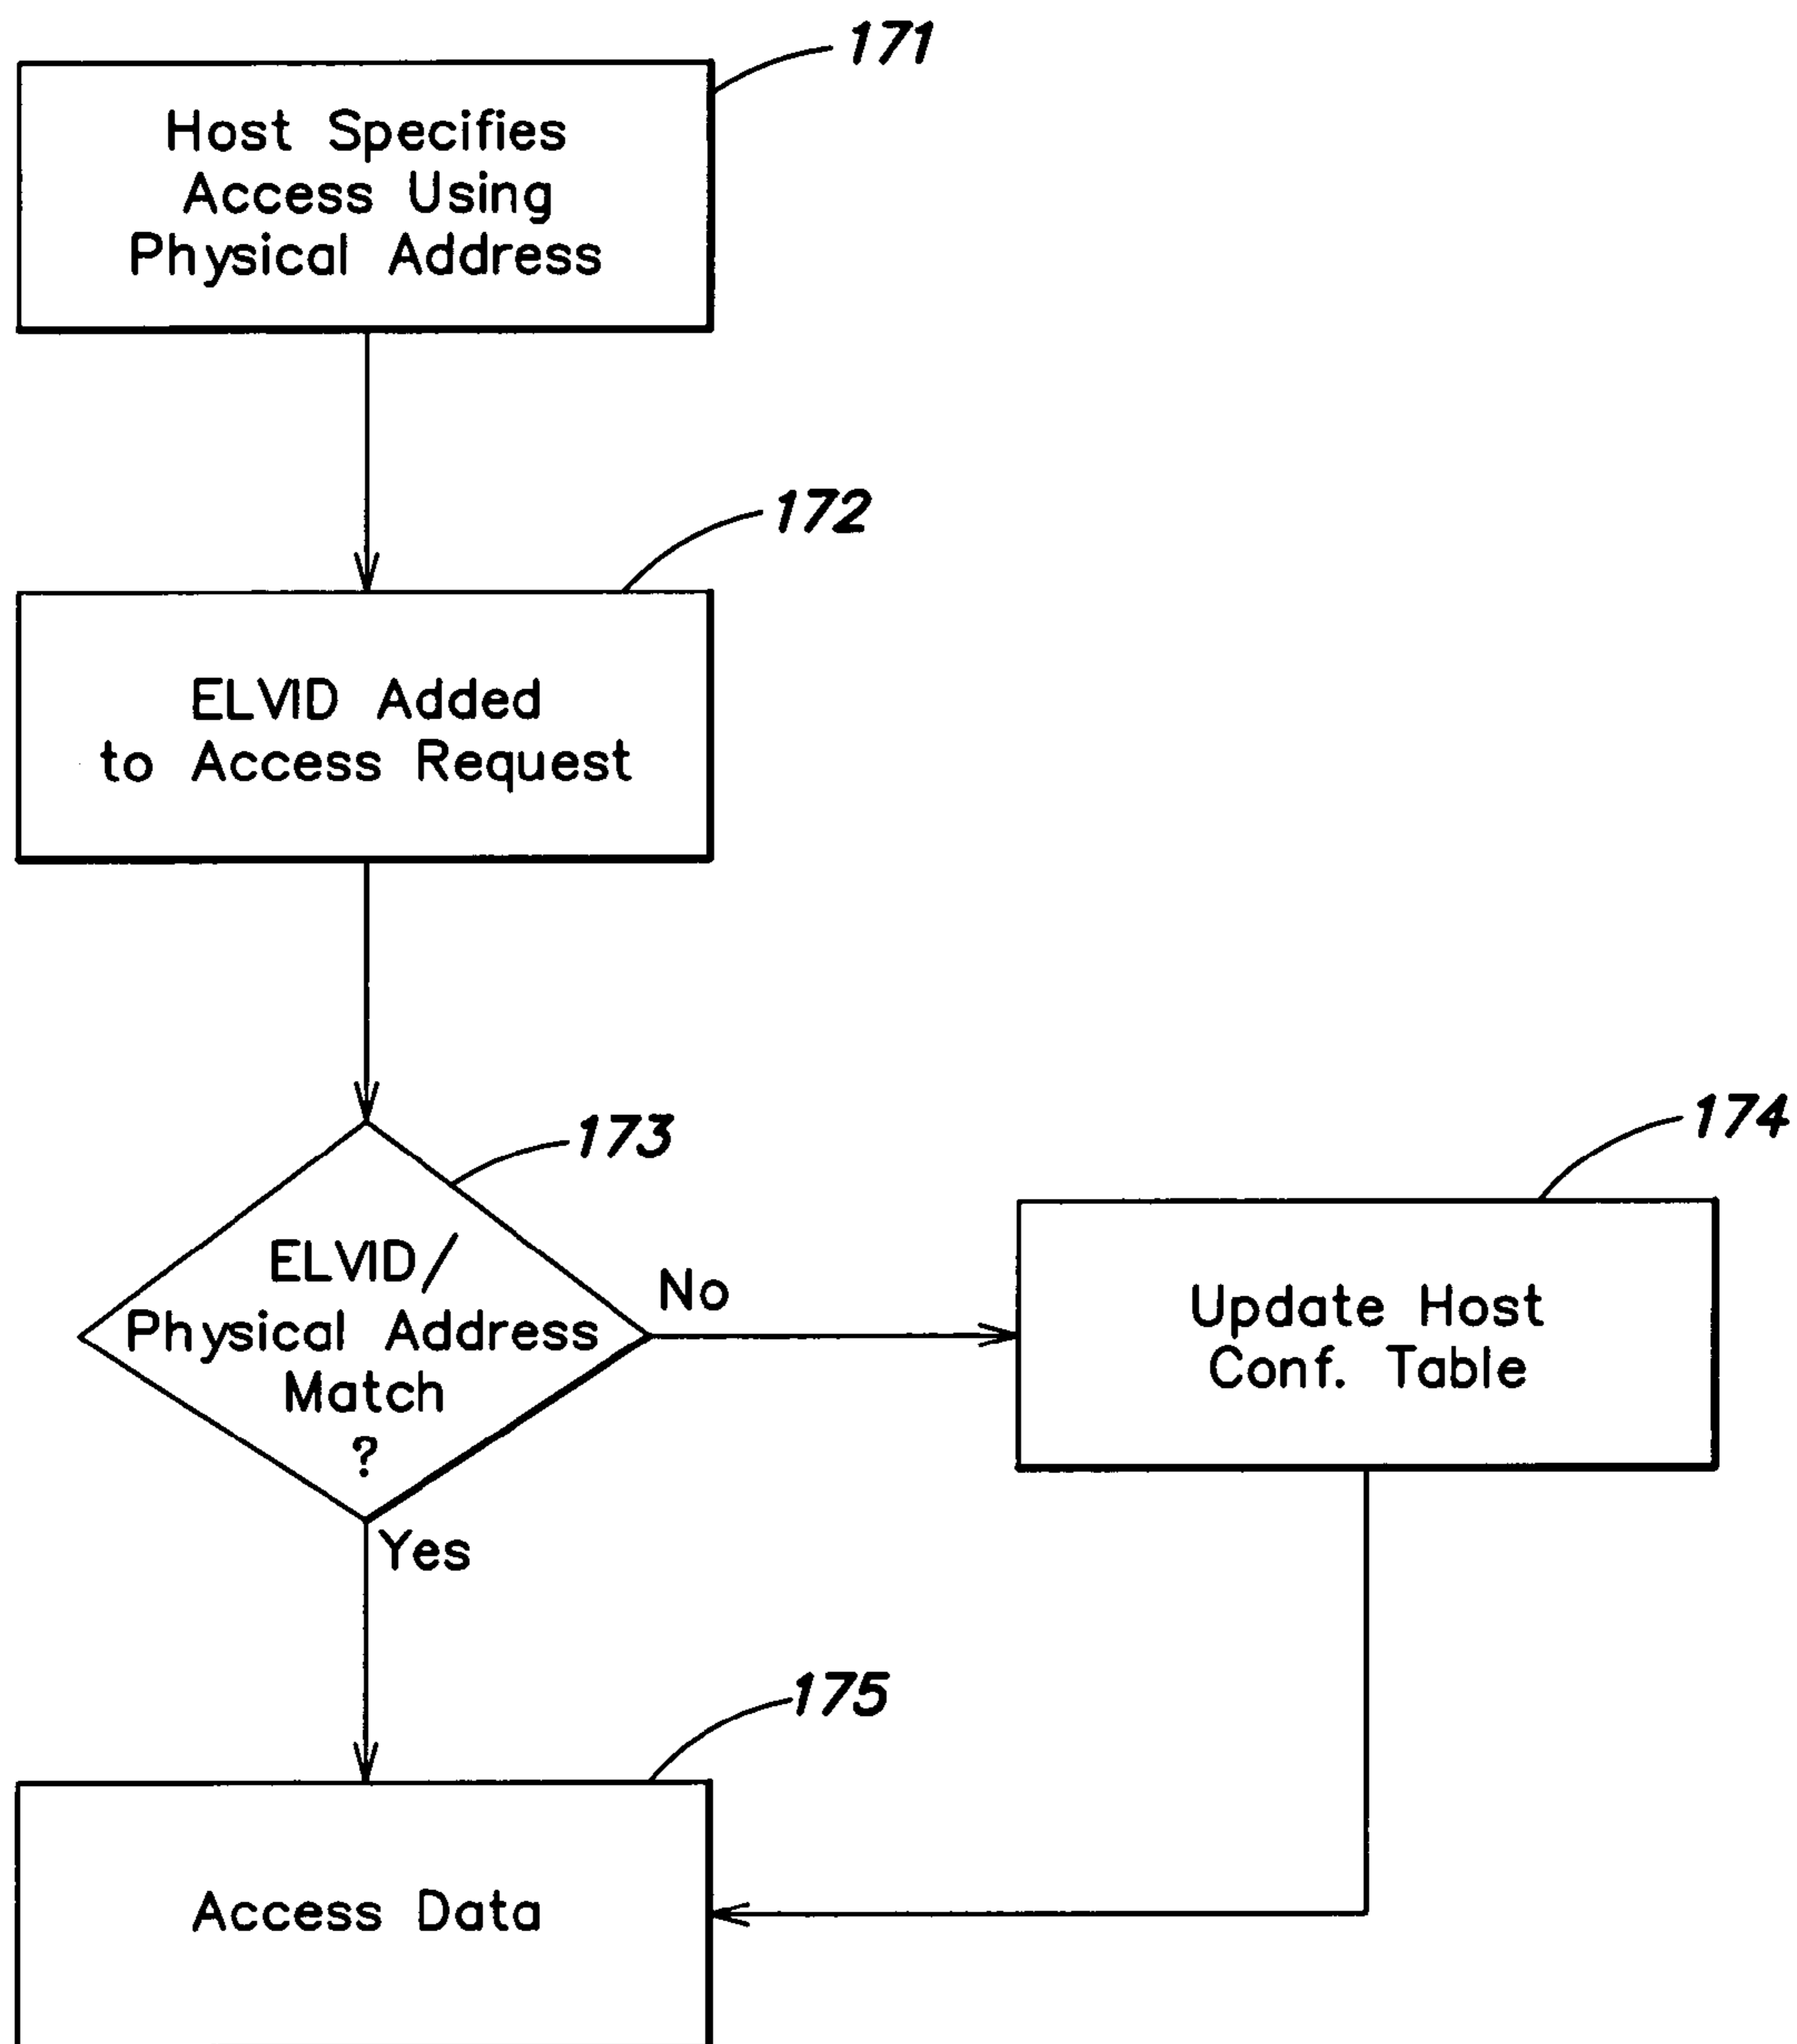 171
Host Specifies
Access Using
Physical Address
172
ELVID Added
to Access Request
173
ELVID/
Physical Address
Match
?
No
174
Update Host
Conf. Table
Yes
175
Access Data